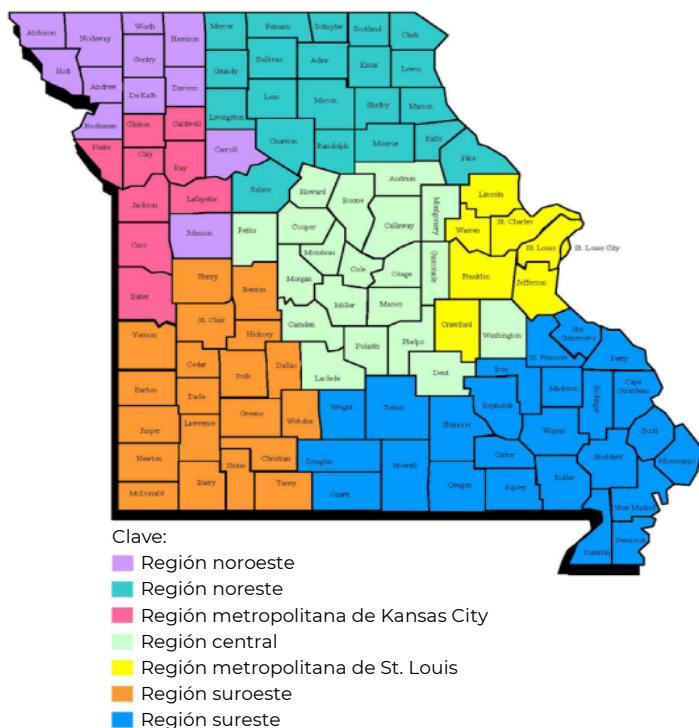 Atchison
Nodaway
Worth
Harrison
Mercer
Putnam
Schuyler
Scotland
Clark
Holt
Andrew
Gentry
De Kalb
Daviess
Grundy
Sullivan
Adair
Knox
Lewis
Buchanan
Clinton
Caldwell
Livingston
Linn
Macon
Shelby
Marion
Platte
Clay
Ray
Carroll
Chariton
Randolph
Monroe
Ralls
Pike
Jackson
Lafayette
Saline
Howard
Boone
Audrain
Callaway
Montgomery
Lincoln
Warren
St. Charles
St. Louis
St. Louis City
Cass
Johnson
Pettis
Cooper
Moniteau
Cole
Osage
Gasconade
Franklin
Jefferson
Bates
Henry
Benton
Morgan
Miller
Maries
Crawford
Washington
Vernon
St. Clair
Hickory
Camden
Pulaski
Phelps
Dent
Iron
St. Francois
Ste
Genevieve
Perry
Barton
Cedar
Polk
Dallas
Laclede
Wright
Texas
Shannon
Reynolds
Madison
Bollinger
Cape
Girardeau
Jasper
Dade
Lawrence
Greene
Webster
Wayne
Scott
Newton
Christian
Stone
Douglas
Howell
Carter
Stoddard
Mississippi
McDonald
Barry
Taney
Ozark
Oregon
Ripley
Butler
New Madrid
Dunklin
Pemiscot
Clave:
Región noroeste
Región noreste
Región metropolitana de Kansas City
Región central
Región metropolitana de St. Louis
Región suroeste
Región sureste